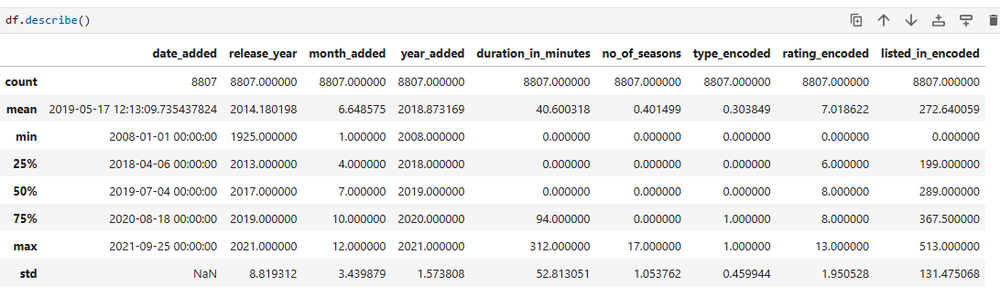 df.describe()
date_added release_year month_added year_added duration_in_minutes no_of_seasons type_encoded rating_encoded listed_in_encoded
count 8807 8807.000000 8807.000000 8807.000000 8807.000000 8807.000000 8807.000000 8807.000000 8807.000000
mean 2019-05-17 12:13:09.735437824 2014.180198 6.648575 2018.873169 40.600318 0.401499 0.303849 7.018622 272.640059
min 2008-01-01 00:00:00 1925.000000 1.000000 2008.000000 0.000000 0.000000 0.000000 0.000000 0.000000
25% 2018-04-06 00:00:00 2013.000000 4.000000 2018.000000 0.000000 0.000000 0.000000 6.000000 199.000000
50% 2019-07-04 00:00:00 2017.000000 7.000000 2019.000000 0.000000 0.000000 0.000000 8.000000 289.000000
75% 2020-08-18 00:00:00 2019.000000 10.000000 2020.000000 94.000000 0.000000 1.000000 8.000000 367.500000
max 2021-09-25 00:00:00 2021.000000 12.000000 2021.000000 312.000000 17.000000 1.000000 13.000000 513.000000
std NaN 8.819312 3.439879 1.573808 52.813051 1.053762 0.459944 1.950528 131.475068